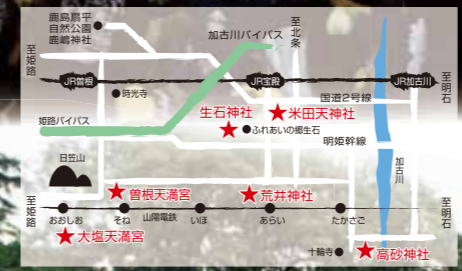 鹿島扇平
自然公園
鹿嶋神社
加古川バイパス
至北条
至姫路
JR曽根
JR宝殿
JR加古川
至明石
時光寺
国道2号線
生石神社
米田天神社
姫路バイパス
ふれあいの郷生石
明姫幹線
日笠山
加古川
曽根天満宮
荒井神社
至姫路
おおしお
そね
山陽電鉄
いほ
あらい
たかさご
至明石
大塩天満宮
十輪寺
高砂神社